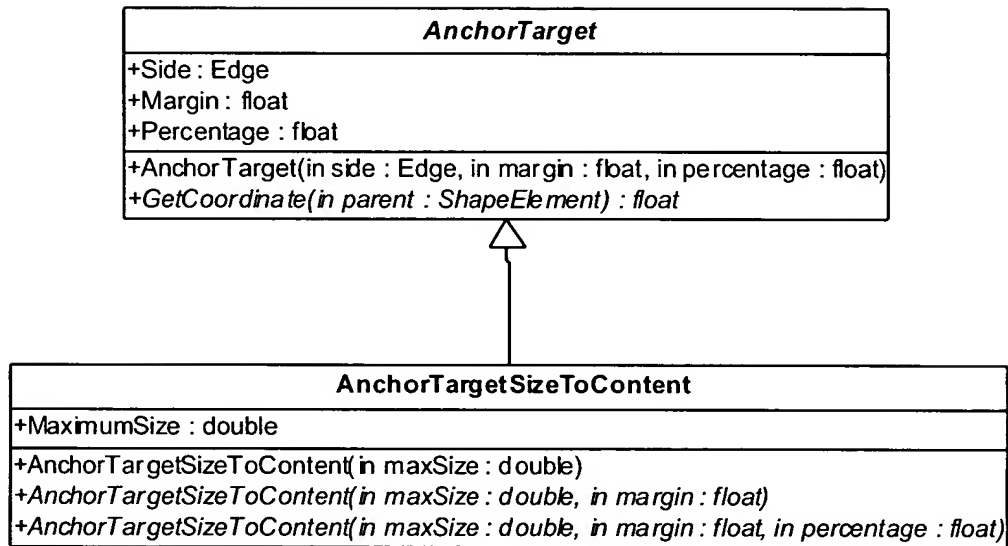 AnchorTarget
+Side : Edge
+Margin : float
+Percentage : float
+AnchorTarget(in side : Edge, in margin : float, in percentage : float)
+GetCoordinate(in parent : ShapeElement) : float
AnchorTargetSizeToContent
+MaximumSize : double
+AnchorTargetSizeToContent(in maxSize : double)
+AnchorTargetSizeToContent(in maxSize : double, in margin : float)
+AnchorTargetSizeToContent(in maxSize : double, in margin : float, in percentage : float)